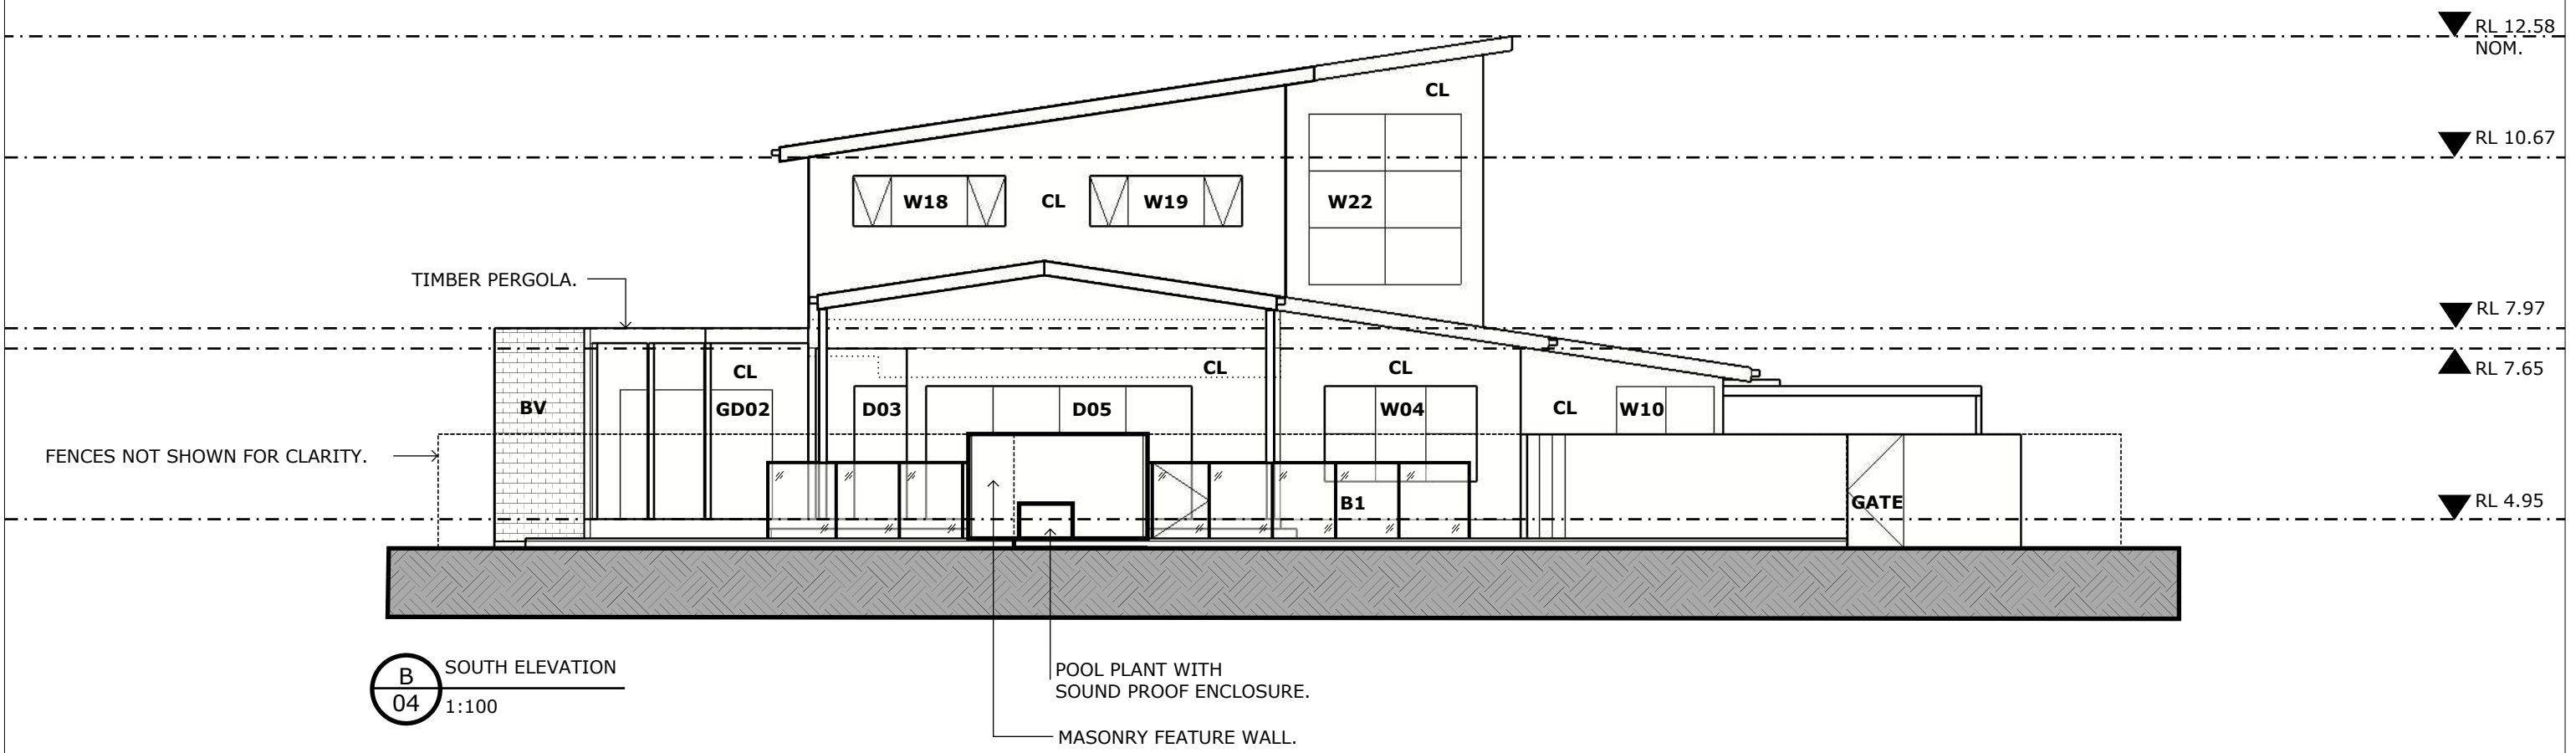 RL 12.58
NOM.
CL
RL 10.67
W18
CL
W19
W22
TIMBER PERGOLA.
RL 7.97
CL
CL
CL
RL 7.65
BV
GD02
D03
D05
W04
CL
W10
FENCES NOT SHOWN FOR CLARITY.
B1
GATE
RL 4.95
B
04
SOUTH ELEVATION
1:100
POOL PLANT WITH
SOUND PROOF ENCLOSURE.
MASONRY FEATURE WALL.